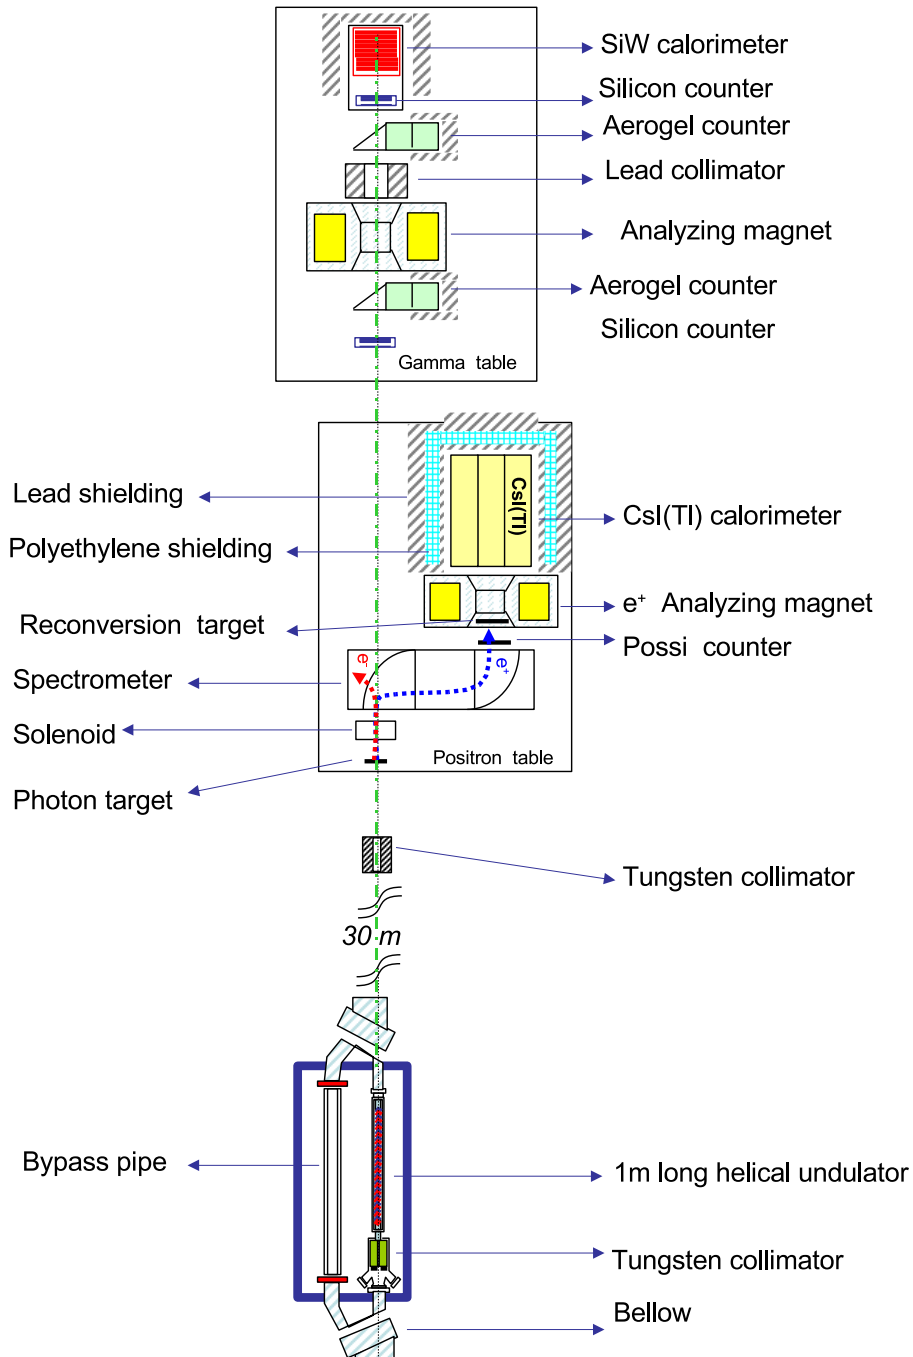 SiW calorimeter
Silicon counter
Aerogel counter
Lead collimator
Analyzing magnet
Aerogel counter
Silicon counter
Gamma table
Lead shielding
CsI(Tl)
CsI(Tl) calorimeter
Polyethylene shielding
e⁺ Analyzing magnet
Reconversion target
Possi counter
e⁻
e⁺
Spectrometer
Solenoid
Positron table
Photon target
Tungsten collimator
30 m
Bypass pipe
1m long helical undulator
Tungsten collimator
Bellow